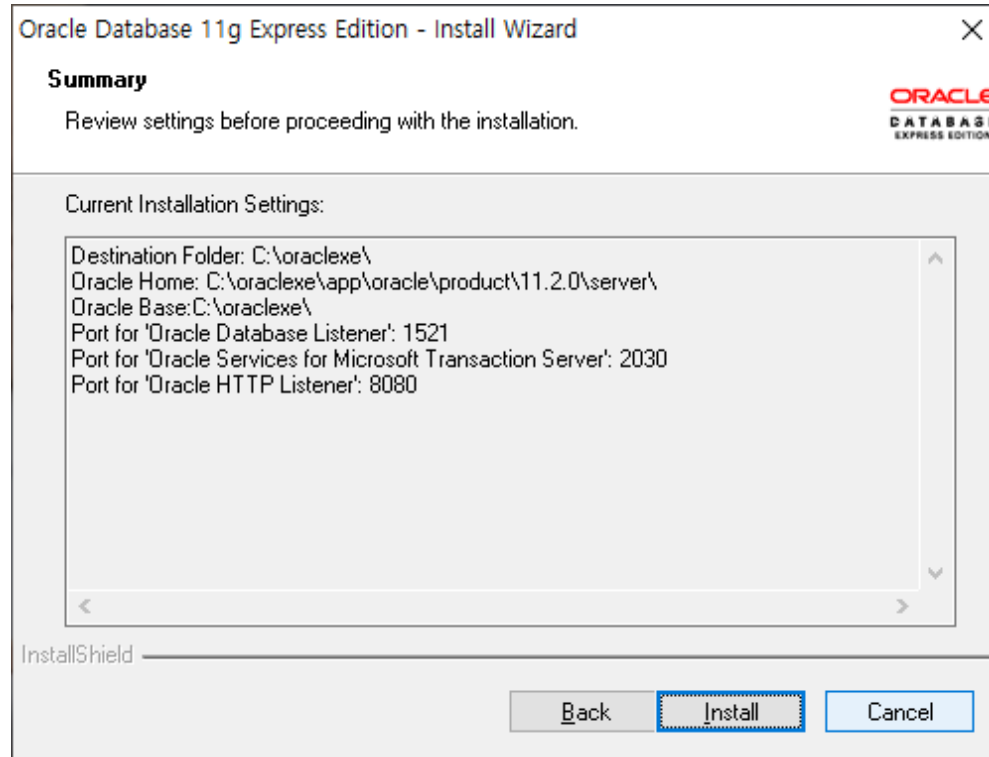 Oracle Database 11g Express Edition - Install Wizard
Summary
Review settings before proceeding with the installation.
ORACLE
DATABASE
EXPRESS EDITION
Current Installation Settings:
Destination Folder: C:\oraclexe\
Oracle Home: C:\oraclexe\app\oracle\product\11.2.0\server\
Oracle Base:C:\oraclexe\
Port for 'Oracle Database Listener': 1521
Port for 'Oracle Services for Microsoft Transaction Server': 2030
Port for 'Oracle HTTP Listener': 8080
InstallShield
Back
Install
Cancel